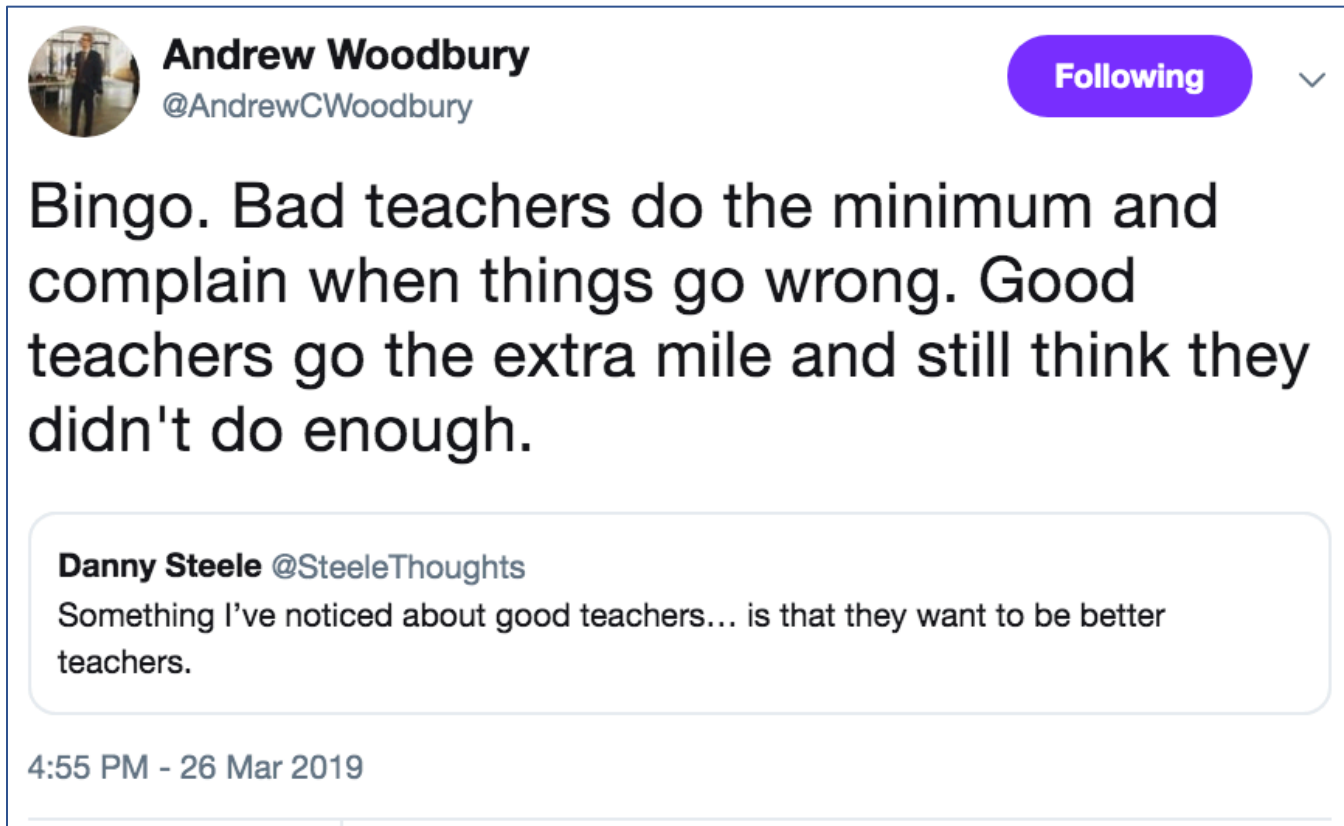 Andrew Woodbury
@AndrewCWoodbury
Following
Bingo. Bad teachers do the minimum and
complain when things go wrong. Good
teachers go the extra mile and still think they
didn't do enough.
Danny Steele @SteeleThoughts
Something I’ve noticed about good teachers... is that they want to be better
teachers.
4:55 PM - 26 Mar 2019